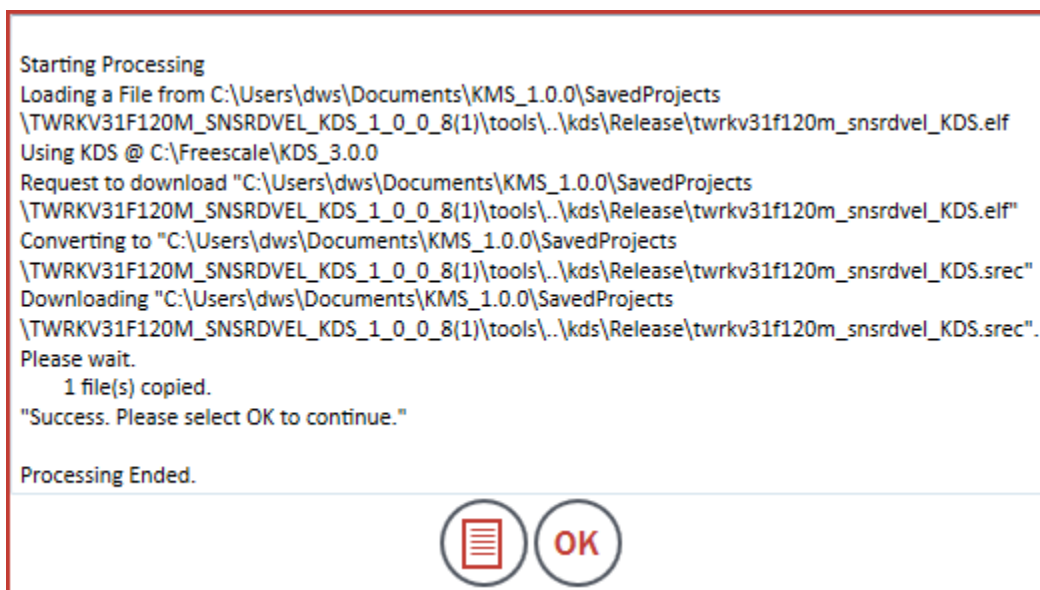 Starting Processing
Loading a File from C:\Users\dws\Documents\KMS_1.0.0\SavedProjects
\TWRKV31F120M_SNSRDVEL_KDS_1_0_0_8(1)\tools\..\kds\Release\twrkv31f120m_snsrdvel_KDS.elf
Using KDS @ C:\Freescale\KDS_3.0.0
Request to download "C:\Users\dws\Documents\KMS_1.0.0\SavedProjects
\TWRKV31F120M_SNSRDVEL_KDS_1_0_0_8(1)\tools\..\kds\Release\twrkv31f120m_snsrdvel_KDS.elf"
Converting to "C:\Users\dws\Documents\KMS_1.0.0\SavedProjects
\TWRKV31F120M_SNSRDVEL_KDS_1_0_0_8(1)\tools\..\kds\Release\twrkv31f120m_snsrdvel_KDS.srec"
Downloading "C:\Users\dws\Documents\KMS_1.0.0\SavedProjects
\TWRKV31F120M_SNSRDVEL_KDS_1_0_0_8(1)\tools\..\kds\Release\twrkv31f120m_snsrdvel_KDS.srec".
Please wait.
1 file(s) copied.
"Success. Please select OK to continue."
Processing Ended.
OK